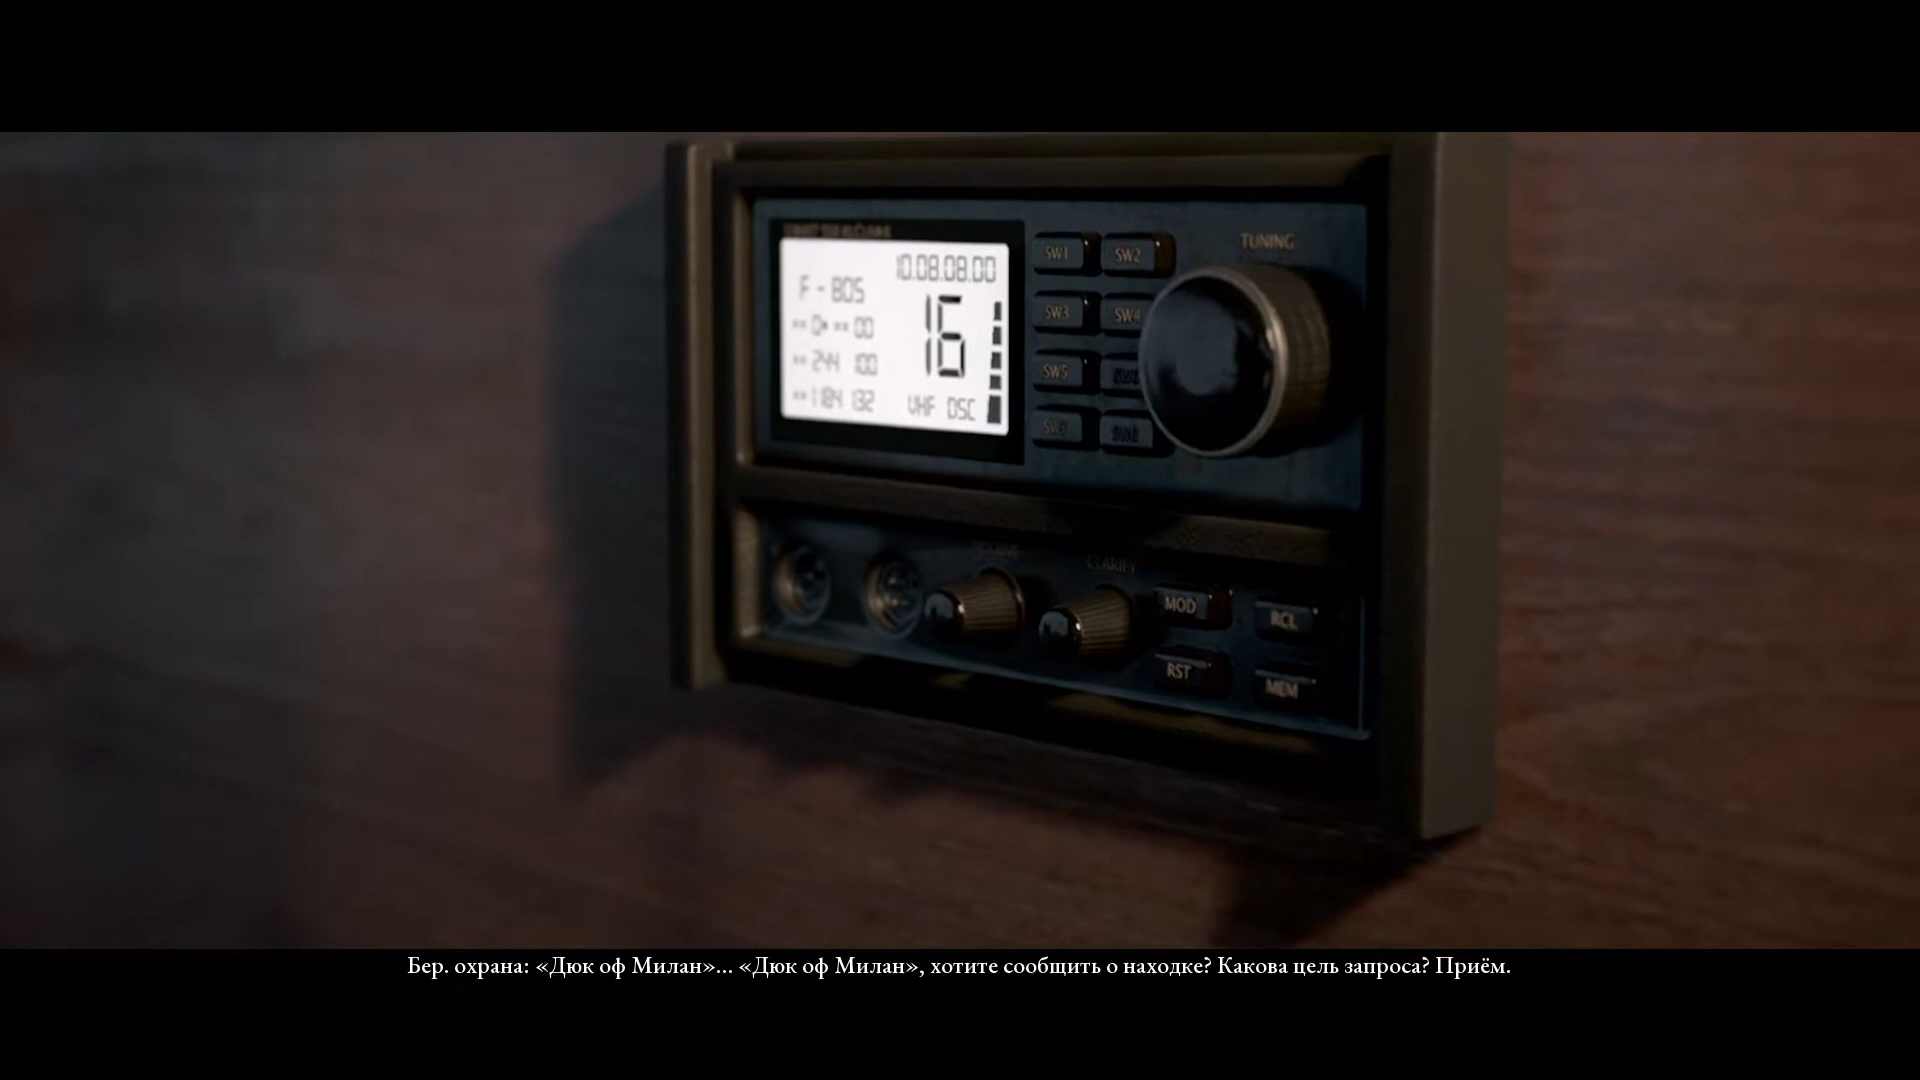 10.08.08.00
F - 805
16
244 100
1184 132
VHF DSC
SW1 SW2
SW3 SW4
SW5
SW7 SW8
TUNING
CLARIFY
MOD RCL
RST MEM
Бер. охрана: «Дюк оф Милан»... «Дюк оф Милан», хотите сообщить о находке? Какова цель запроса? Приём.